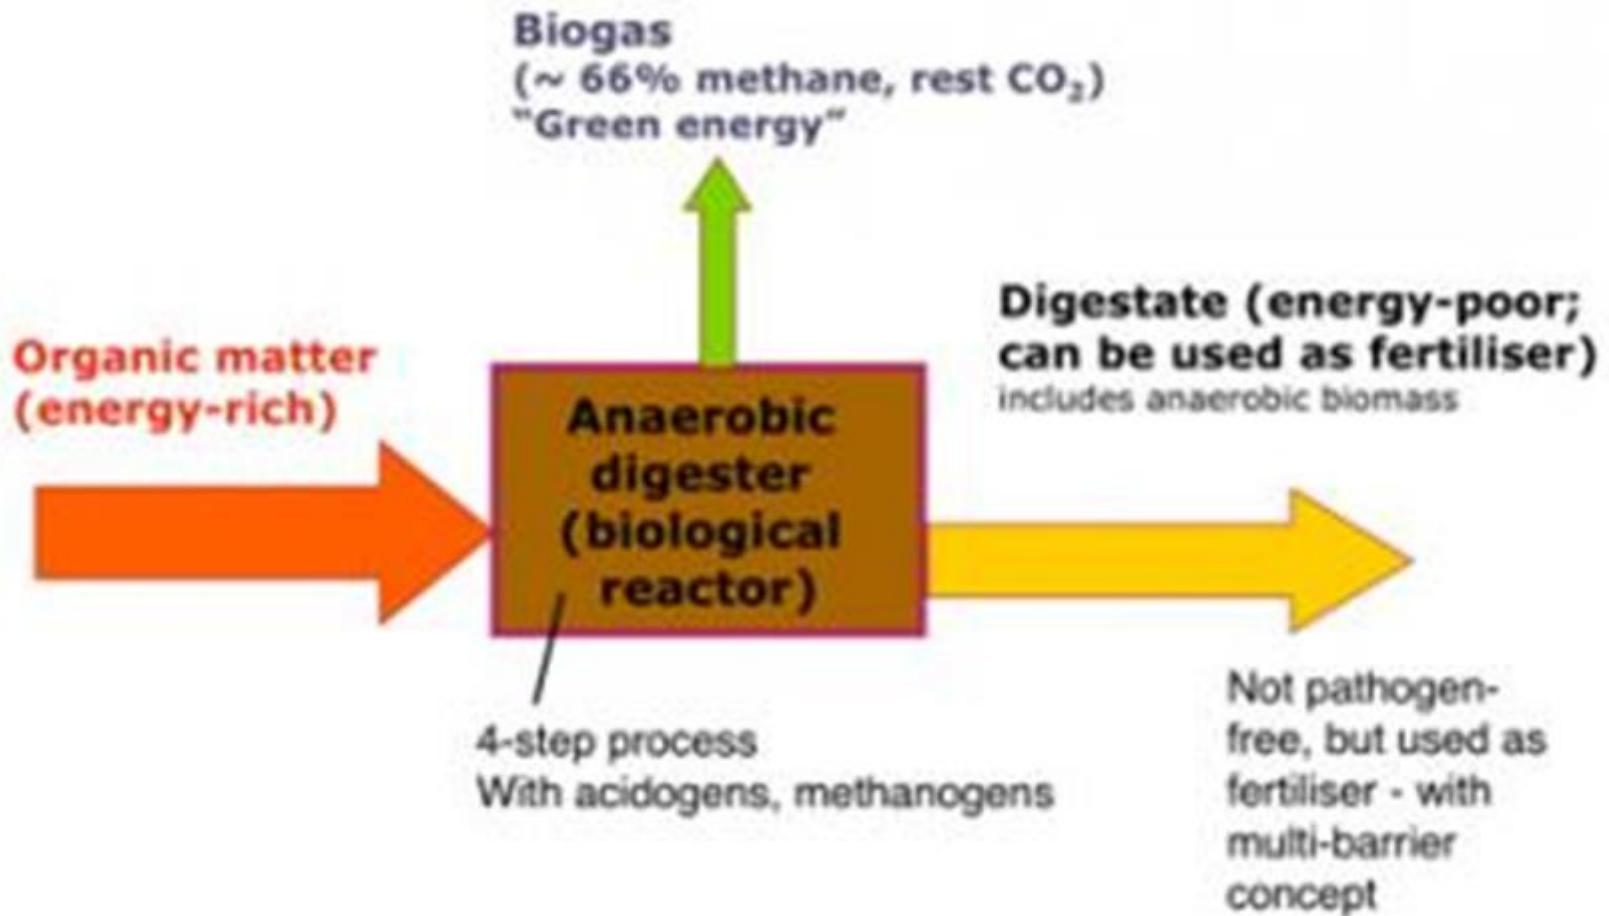 Biogas
(~ 66% methane, rest CO₂)
“Green energy”
Organic matter
(energy-rich)
Anaerobic
digester
(biological
reactor)
Digestate (energy-poor;
can be used as fertiliser)
includes anaerobic biomass
4-step process
With acidogens, methanogens
Not pathogen-
free, but used as
fertiliser - with
multi-barrier
concept